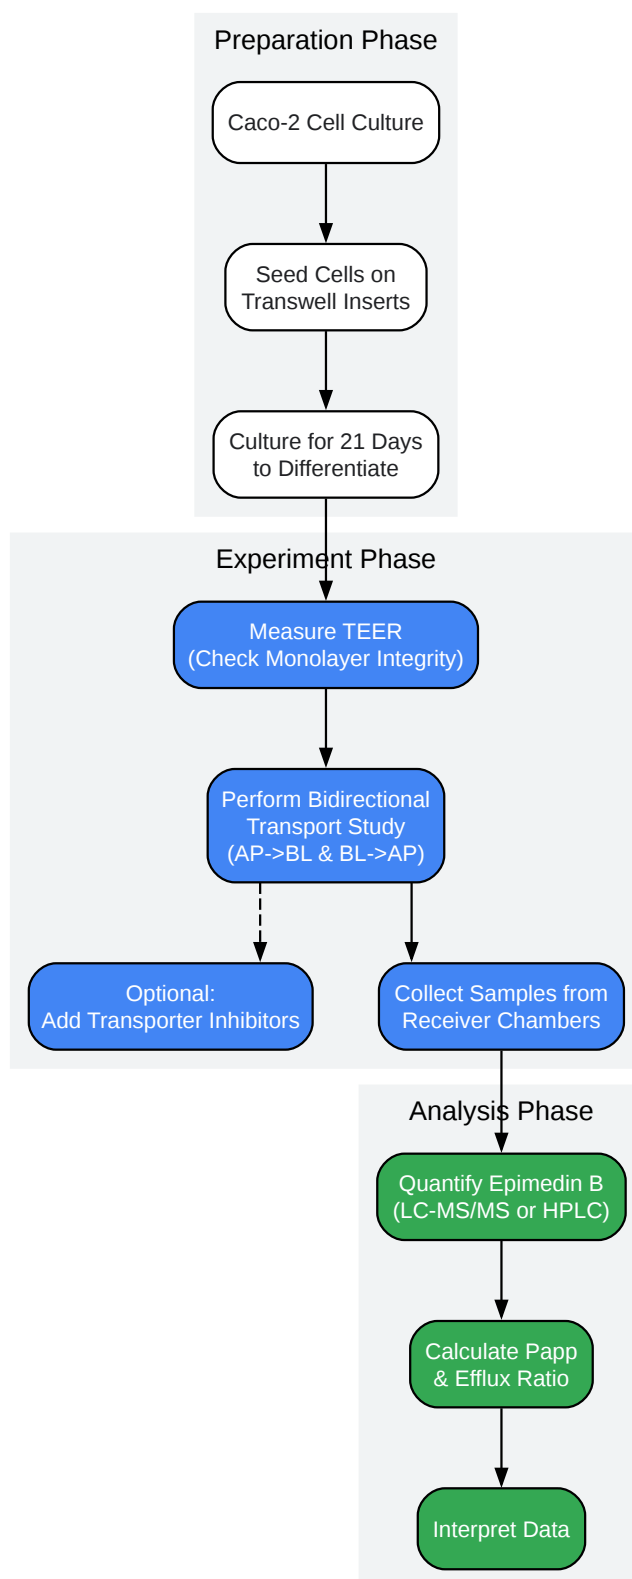 Preparation Phase
Caco-2 Cell Culture
Seed Cells on
Transwell Inserts
Culture for 21 Days
to Differentiate
Experiment Phase
Measure TEER
(Check Monolayer Integrity)
Perform Bidirectional
Transport Study
(AP->BL & BL->AP)
Optional:
Add Transporter Inhibitors
Collect Samples from
Receiver Chambers
Analysis Phase
Quantify Epimedin B
(LC-MS/MS or HPLC)
Calculate Papp
& Efflux Ratio
Interpret Data